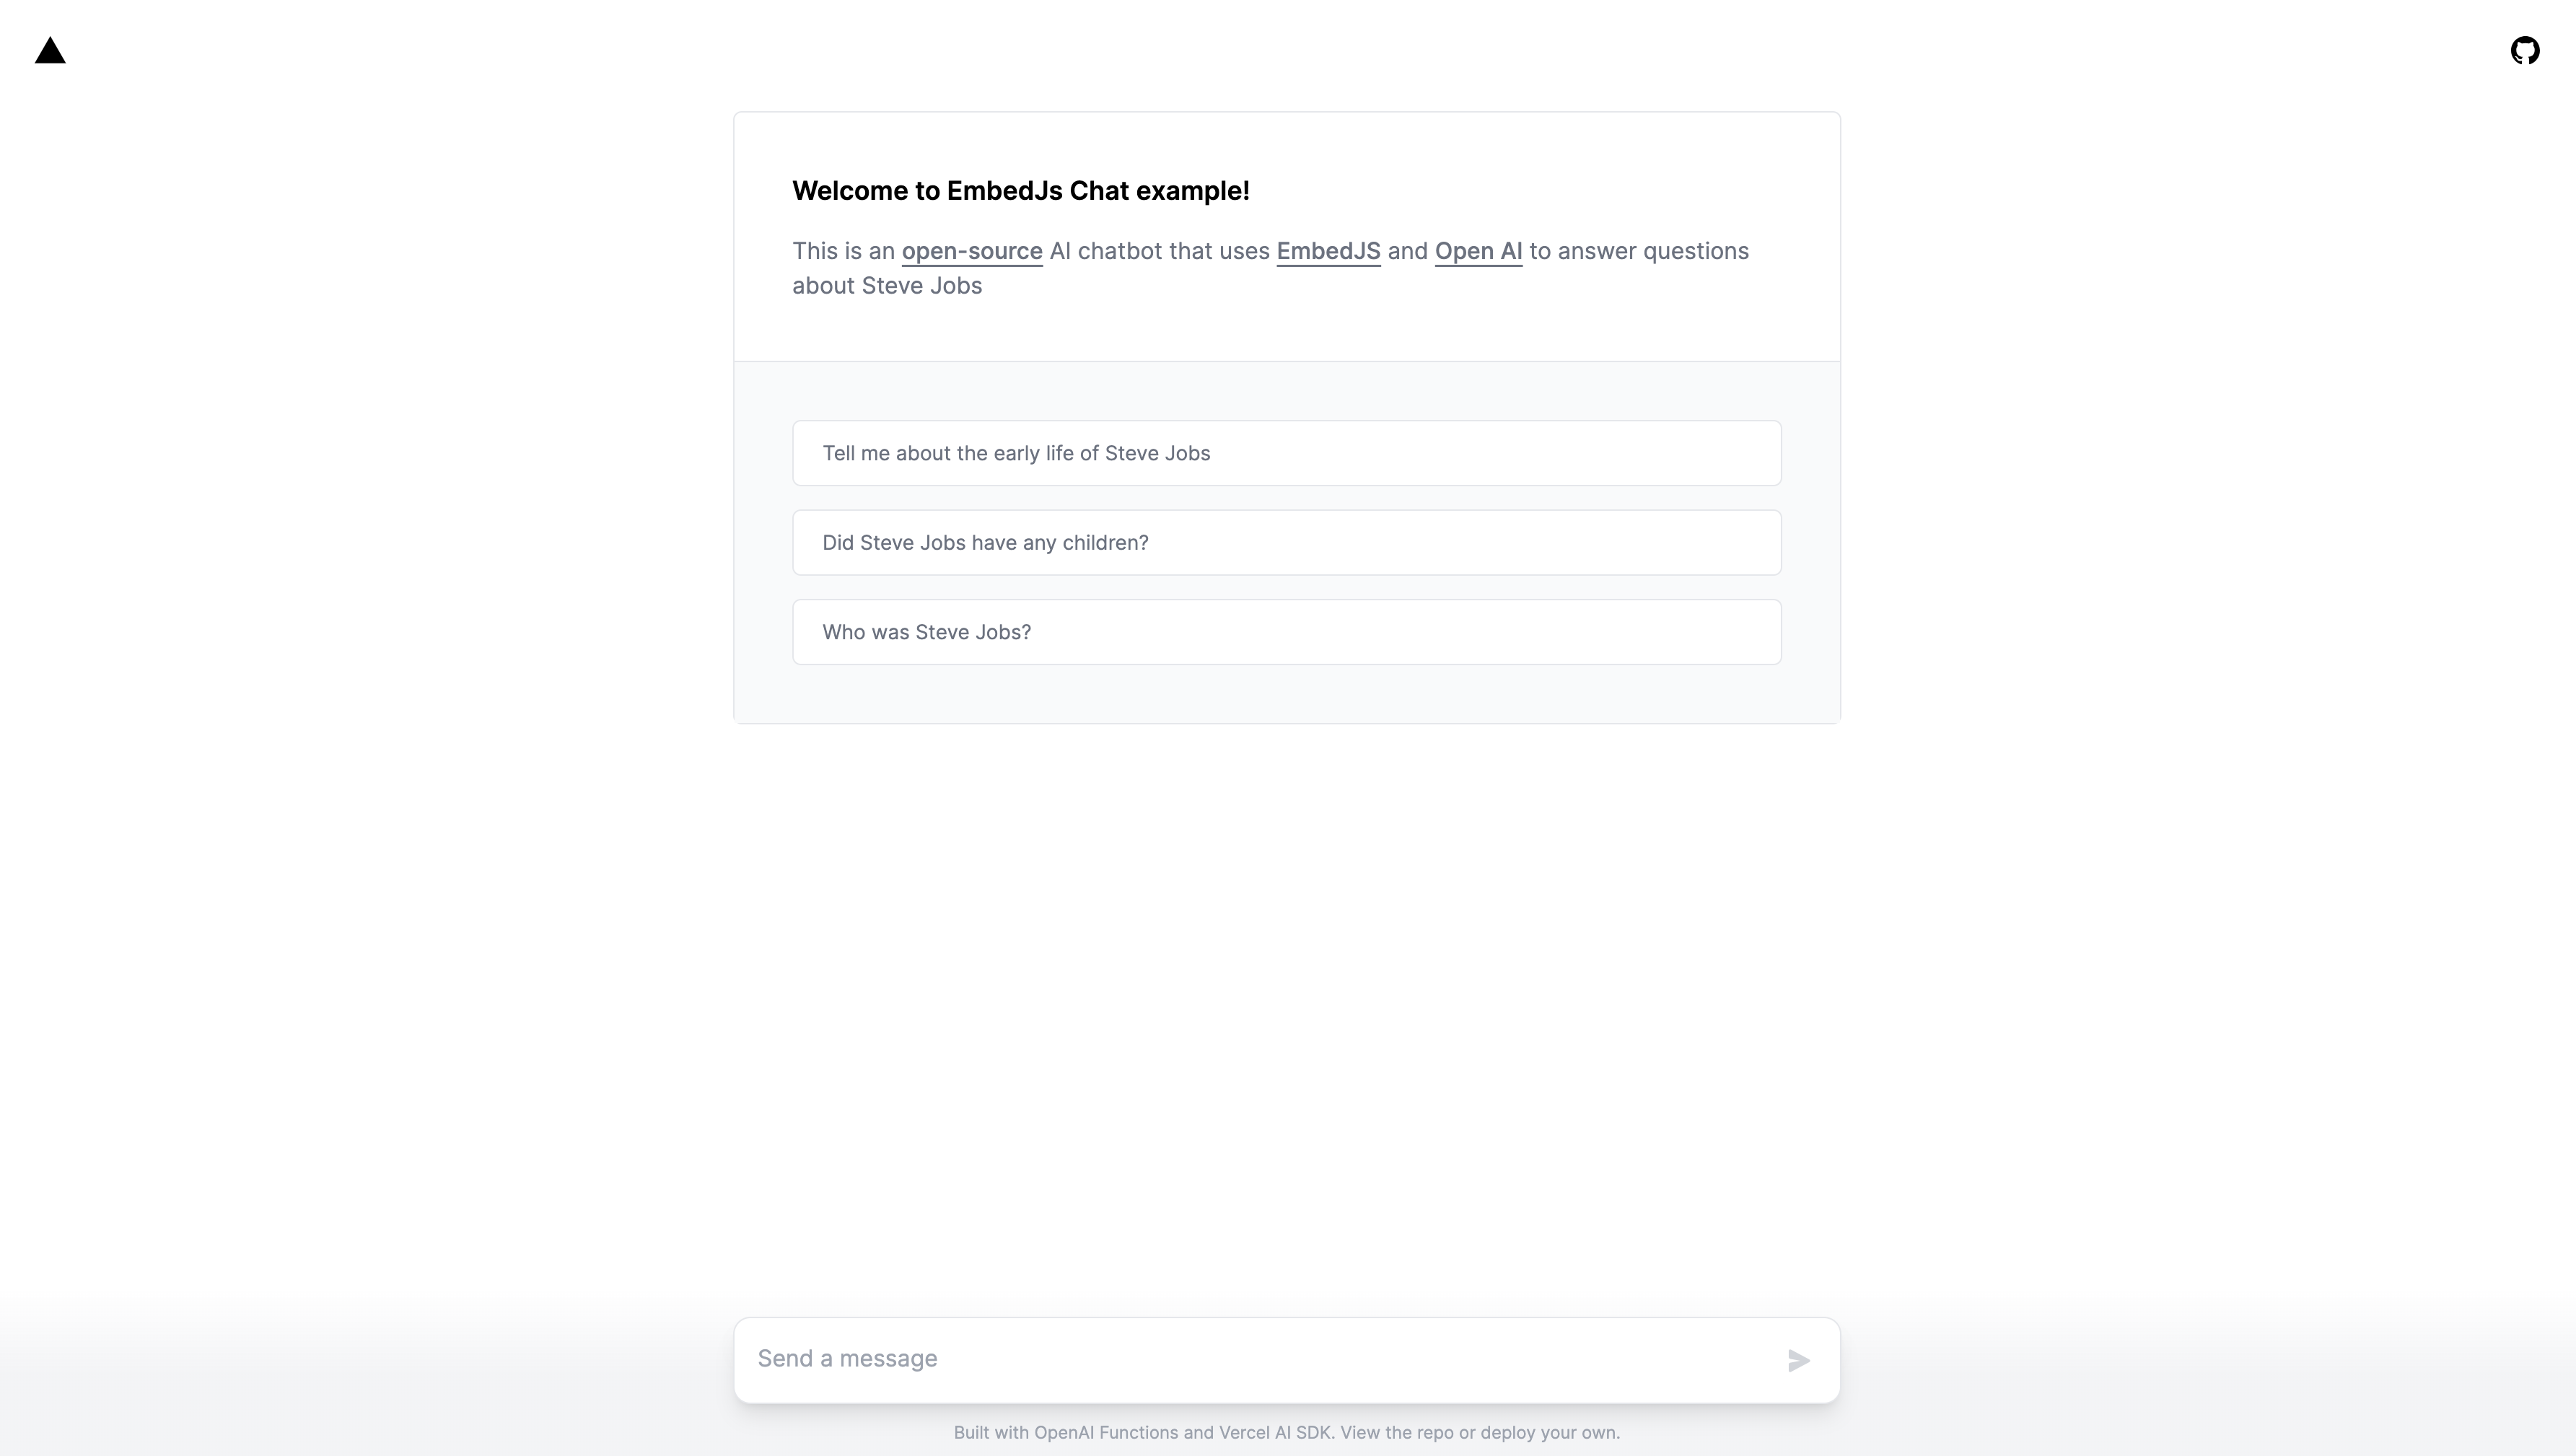 Welcome to EmbedJs Chat example!
This is an open-source AI chatbot that uses EmbedJS and Open AI to answer questions
about Steve Jobs
Tell me about the early life of Steve Jobs
Did Steve Jobs have any children?
Who was Steve Jobs?
Send a message
Built with OpenAI Functions and Vercel AI SDK. View the repo or deploy your own.